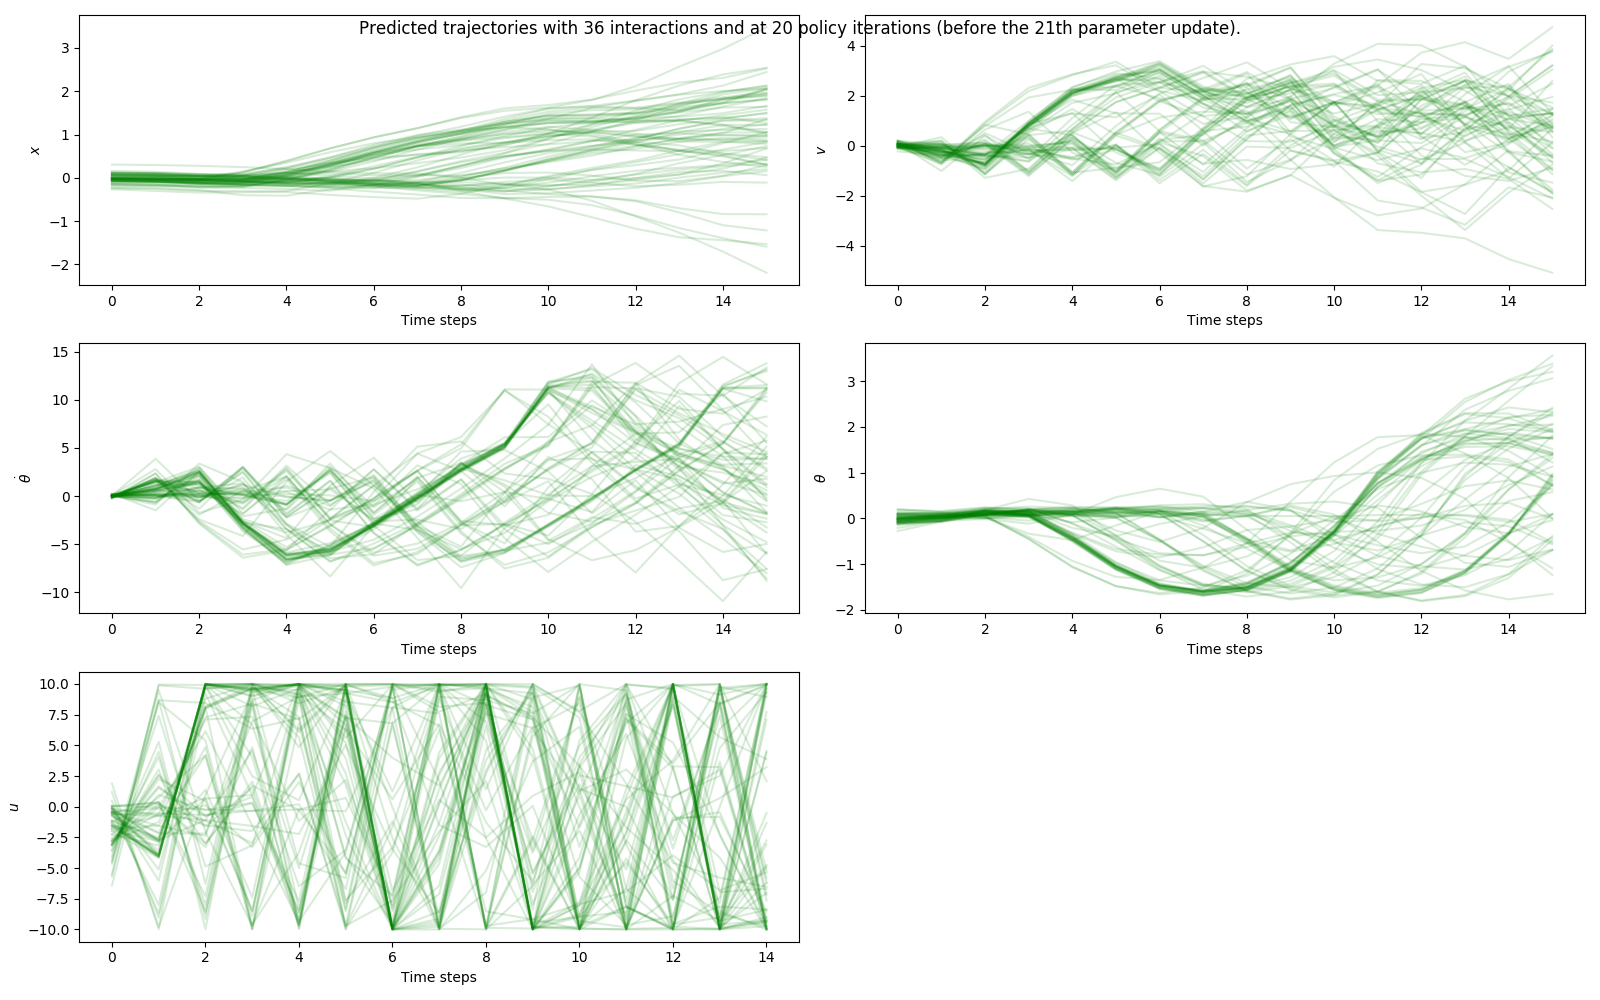 Predicted trajectories with 36 interactions and at 20 policy iterations (before the 21th parameter update).
3
2
1
0
−1
−2
x
0 2 4 6 8 10 12 14
Time steps
4
2
0
−2
−4
v
0 2 4 6 8 10 12 14
Time steps
15
10
5
0
−5
−10
θ̇
0 2 4 6 8 10 12 14
Time steps
3
2
1
0
−1
−2
θ
0 2 4 6 8 10 12 14
Time steps
10.0
7.5
5.0
2.5
0.0
−2.5
−5.0
−7.5
−10.0
u
0 2 4 6 8 10 12 14
Time steps